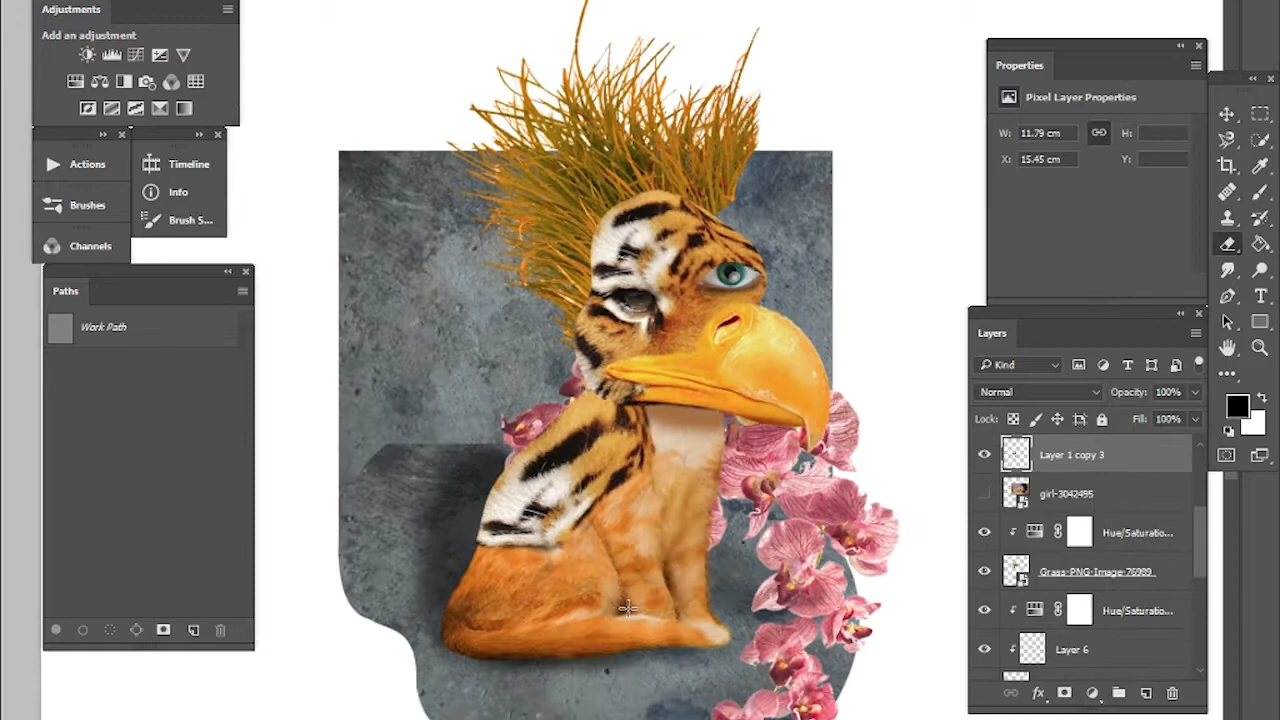 Adjustments
Add an adjustment
Actions
Timeline
Info
Brushes
Brush S...
Channels
Paths
Work Path
Properties
Pixel Layer Properties
W: 11.79 cm
H:
X: 15.45 cm
Y:
Layers
Kind
Normal
Opacity: 100%
Lock:
Fill: 100%
Layer 1 copy 3
girl-3042495
Hue/Saturatio...
Grass-PNG-Image-76989
Hue/Saturatio...
Layer 6